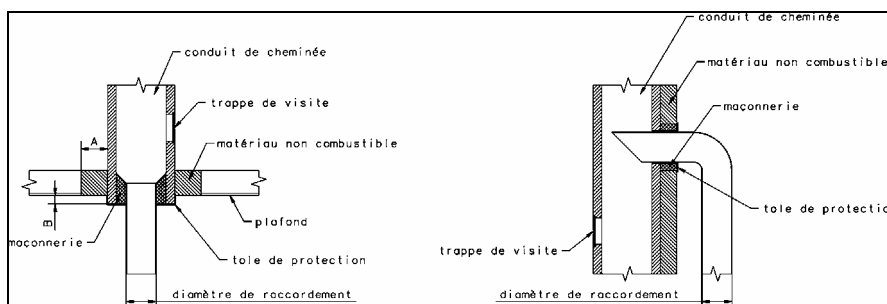 conduit de cheminée
trappe de visite
matériau non combustible
A
B
maçonnerie
plafond
tole de protection
diamètre de raccordement
conduit de cheminée
matériau non combustible
maçonnerie
tole de protection
trappe de visite
diamètre de raccordement